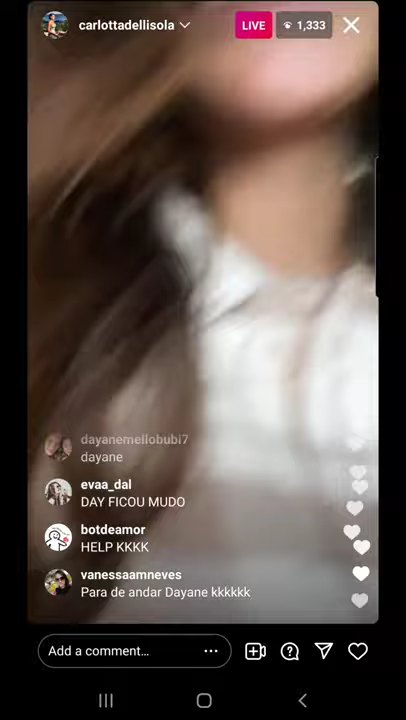 carlottadellisola
LIVE
1,333
dayanemellobubi7
dayane
evaa_dal
DAY FICOU MUDO
botdeamor
HELP KKKK
vanessaamneves
Para de andar Dayane kkkkkk
Add a comment…